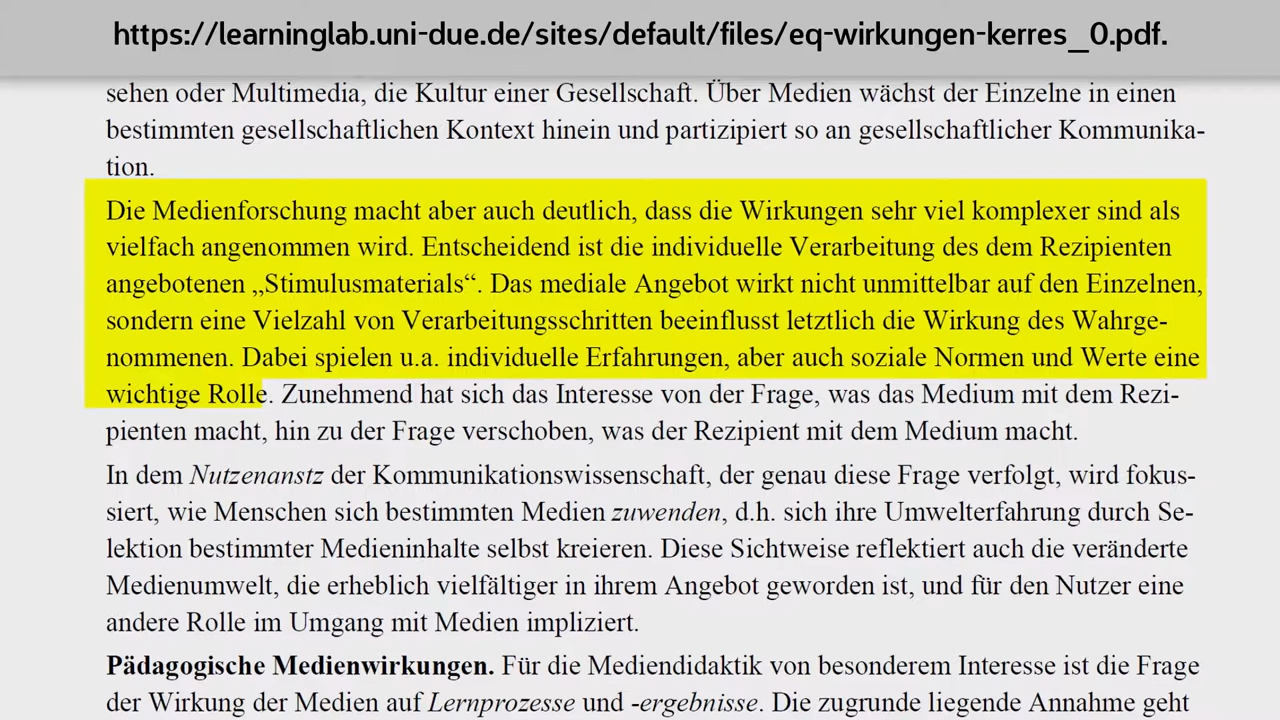 https://learninglab.uni-due.de/sites/default/files/eq-wirkungen-kerres_0.pdf.
sehen oder Multimedia, die Kultur einer Gesellschaft. Über Medien wächst der Einzelne in einen
bestimmten gesellschaftlichen Kontext hinein und partizipiert so an gesellschaftlicher Kommunika-
tion.
Die Medienforschung macht aber auch deutlich, dass die Wirkungen sehr viel komplexer sind als
vielfach angenommen wird. Entscheidend ist die individuelle Verarbeitung des dem Rezipienten
angebotenen „Stimulusmaterials“. Das mediale Angebot wirkt nicht unmittelbar auf den Einzelnen,
sondern eine Vielzahl von Verarbeitungsschritten beeinflusst letztlich die Wirkung des Wahrge-
nommenen. Dabei spielen u.a. individuelle Erfahrungen, aber auch soziale Normen und Werte eine
wichtige Rolle. Zunehmend hat sich das Interesse von der Frage, was das Medium mit dem Rezi-
pienten macht, hin zu der Frage verschoben, was der Rezipient mit dem Medium macht.
In dem Nutzenanstz der Kommunikationswissenschaft, der genau diese Frage verfolgt, wird fokus-
siert, wie Menschen sich bestimmten Medien zuwenden, d.h. sich ihre Umwelterfahrung durch Se-
lektion bestimmter Medieninhalte selbst kreieren. Diese Sichtweise reflektiert auch die veränderte
Medienumwelt, die erheblich vielfältiger in ihrem Angebot geworden ist, und für den Nutzer eine
andere Rolle im Umgang mit Medien impliziert.
Pädagogische Medienwirkungen. Für die Mediendidaktik von besonderem Interesse ist die Frage
der Wirkung der Medien auf Lernprozesse und -ergebnisse. Die zugrunde liegende Annahme geht